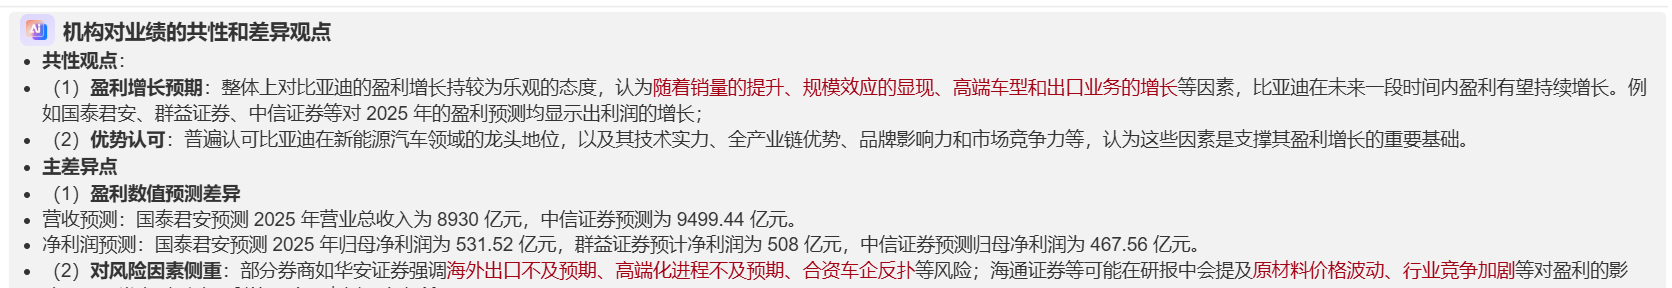 Ai 机构对业绩的共性和差异观点
• 共性观点：
• （1）盈利增长预期：整体上对比亚迪的盈利增长持较为乐观的态度，认为随着销量的提升、规模效应的显现、高端车型和出口业务的增长等因素，比亚迪在未来一段时间内盈利有望持续增长。例
如国泰君安、群益证券、中信证券等对 2025 年的盈利预测均显示出利润的增长；
• （2）优势认可：普遍认可比亚迪在新能源汽车领域的龙头地位，以及其技术实力、全产业链优势、品牌影响力和市场竞争力等，认为这些因素是支撑其盈利增长的重要基础。
• 主差异点
• （1）盈利数值预测差异
• 营收预测：国泰君安预测 2025 年营业总收入为 8930 亿元，中信证券预测为 9499.44 亿元。
• 净利润预测：国泰君安预测 2025 年归母净利润为 531.52 亿元，群益证券预计净利润为 508 亿元，中信证券预测归母净利润为 467.56 亿元。
• （2）对风险因素侧重：部分券商如华安证券强调海外出口不及预期、高端化进程不及预期、合资车企反扑等风险；海通证券等可能在研报中会提及原材料价格波动、行业竞争加剧等对盈利的影